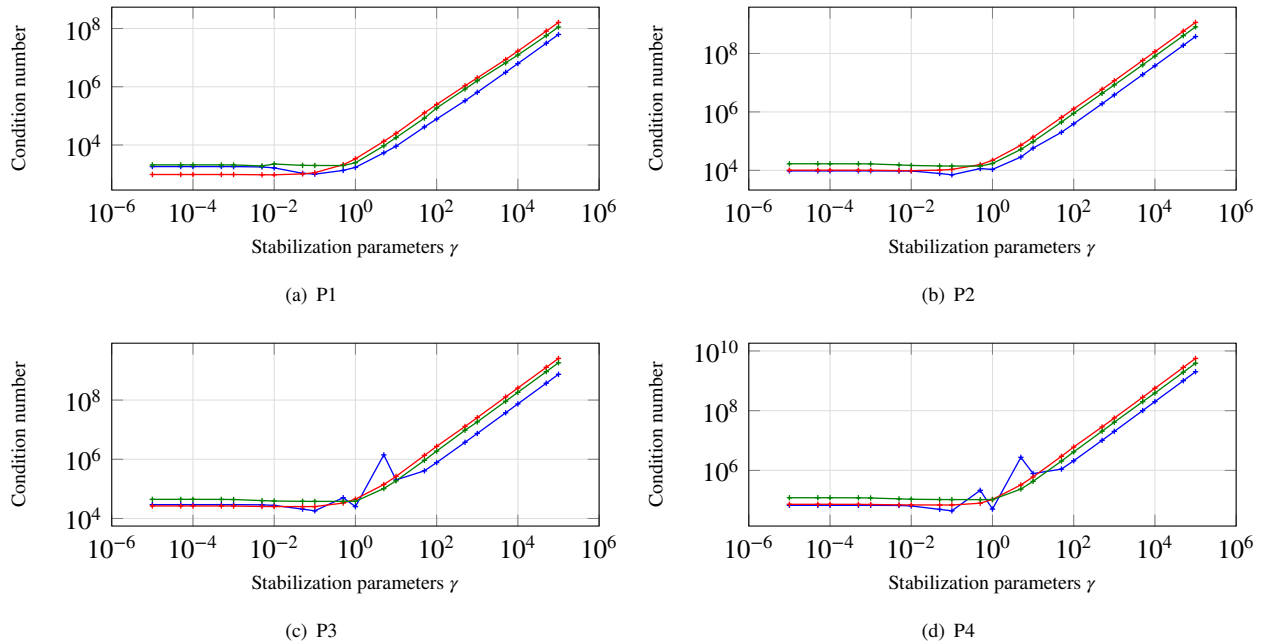 Condition number
10^8
10^6
10^4
10^−6 10^−4 10^−2 10^0 10^2 10^4 10^6
Stabilization parameters γ
(a) P1
Condition number
10^8
10^6
10^4
10^−6 10^−4 10^−2 10^0 10^2 10^4 10^6
Stabilization parameters γ
(b) P2
Condition number
10^8
10^6
10^4
10^−6 10^−4 10^−2 10^0 10^2 10^4 10^6
Stabilization parameters γ
(c) P3
Condition number
10^10
10^8
10^6
10^−6 10^−4 10^−2 10^0 10^2 10^4 10^6
Stabilization parameters γ
(d) P4